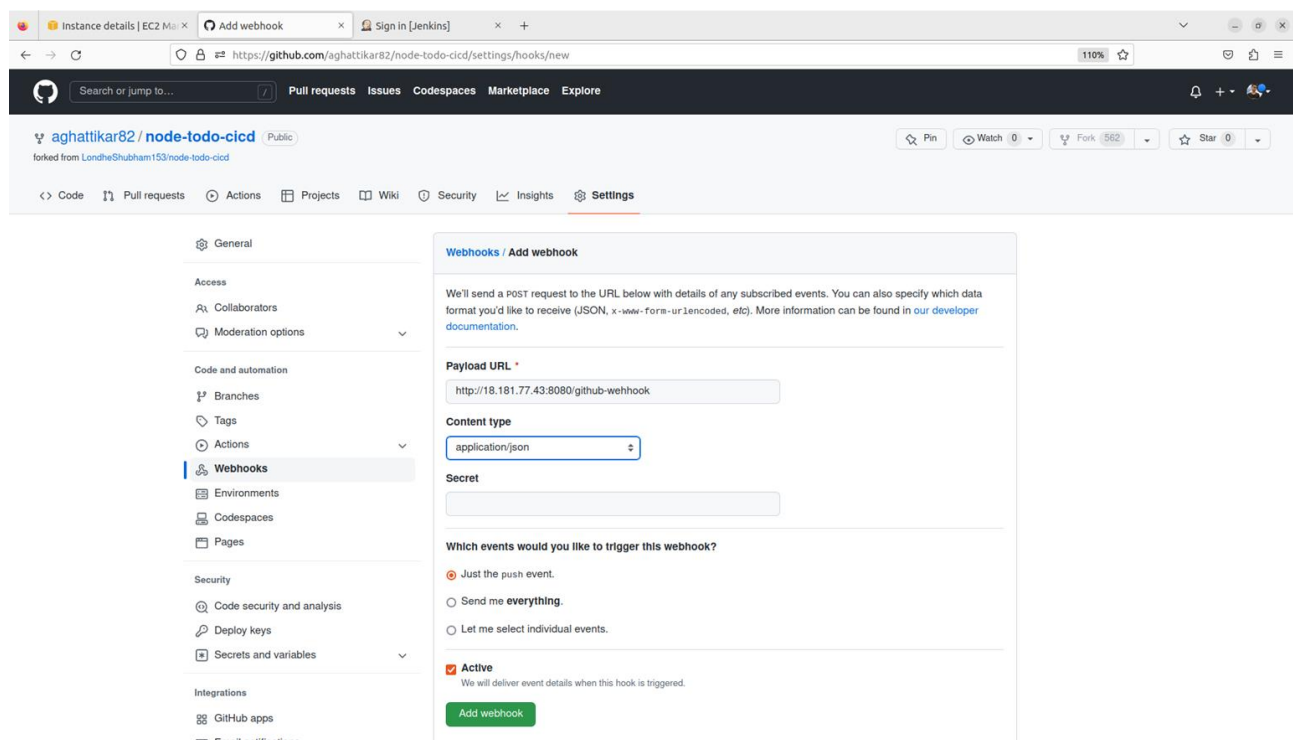 Instance details | EC2 Ma
Add webhook
Sign in [Jenkins]
https://github.com/aghattikar82/node-todo-cicd/settings/hooks/new
110%
Search or jump to...
/
Pull requests Issues Codespaces Marketplace Explore
aghattikar82 / node-todo-cicd Public
Pin
Watch 0
Fork 562
Star 0
forked from LondheShubham153/node-todo-cicd
<> Code
Pull requests
Actions
Projects
Wiki
Security
Insights
Settings
General
Access
Collaborators
Moderation options
Code and automation
Branches
Tags
Actions
Webhooks
Environments
Codespaces
Pages
Security
Code security and analysis
Deploy keys
Secrets and variables
Integrations
GitHub apps
Webhooks / Add webhook
We'll send a POST request to the URL below with details of any subscribed events. You can also specify which data
format you'd like to receive (JSON, x-www-form-urlencoded, etc). More information can be found in our developer
documentation.
Payload URL *
http://18.181.77.43:8080/github-wehhook
Content type
application/json
Secret
Which events would you like to trigger this webhook?
Just the push event.
Send me everything.
Let me select individual events.
Active
We will deliver event details when this hook is triggered.
Add webhook